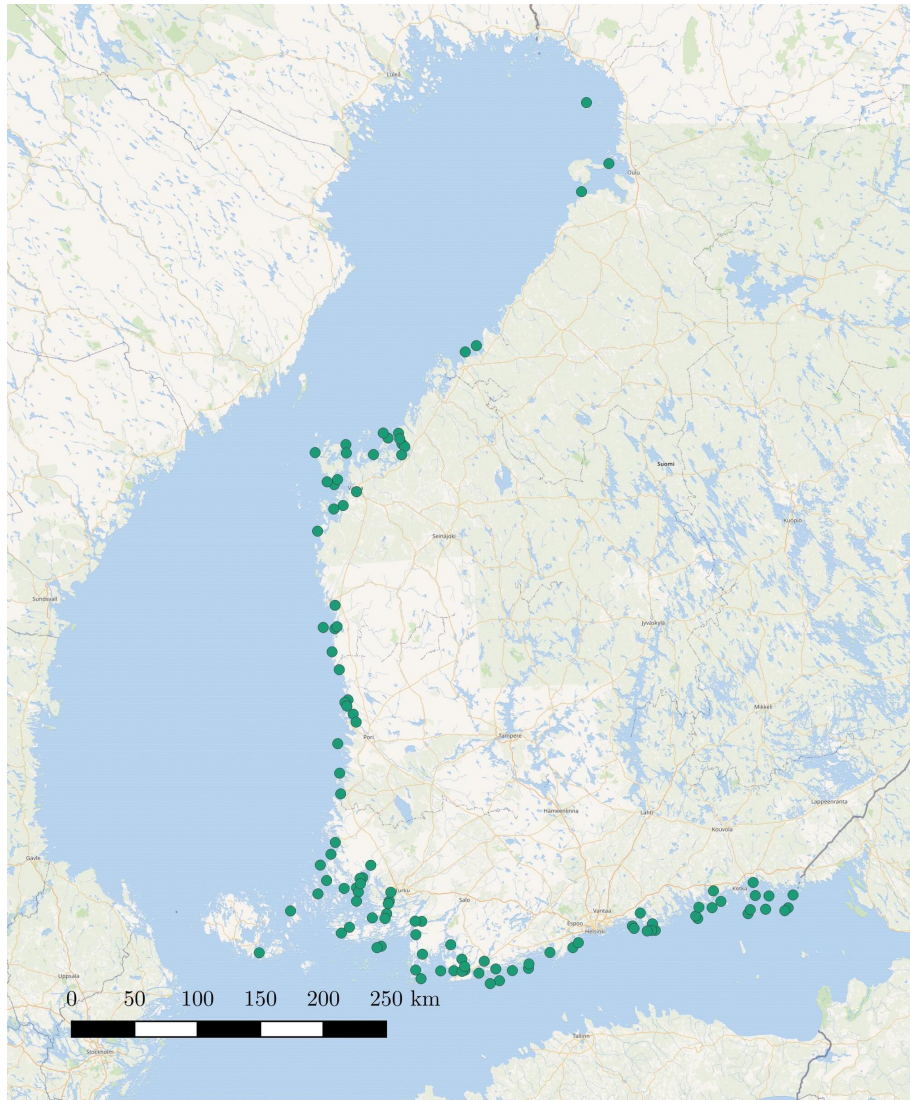 Luleå
Oulu
Suomi
Kuopio
Seinäjoki
Sundsvall
Jyväskylä
Mikkeli
Pori
Tampere
Lappeenranta
Hämeenlinna
Lahti
Kouvola
Gävle
Turku
Kotka
Salo
Vantaa
Espoo
Helsinki
Uppsala
0 50 100 150 200 250 km
Tallinn
Stockholm